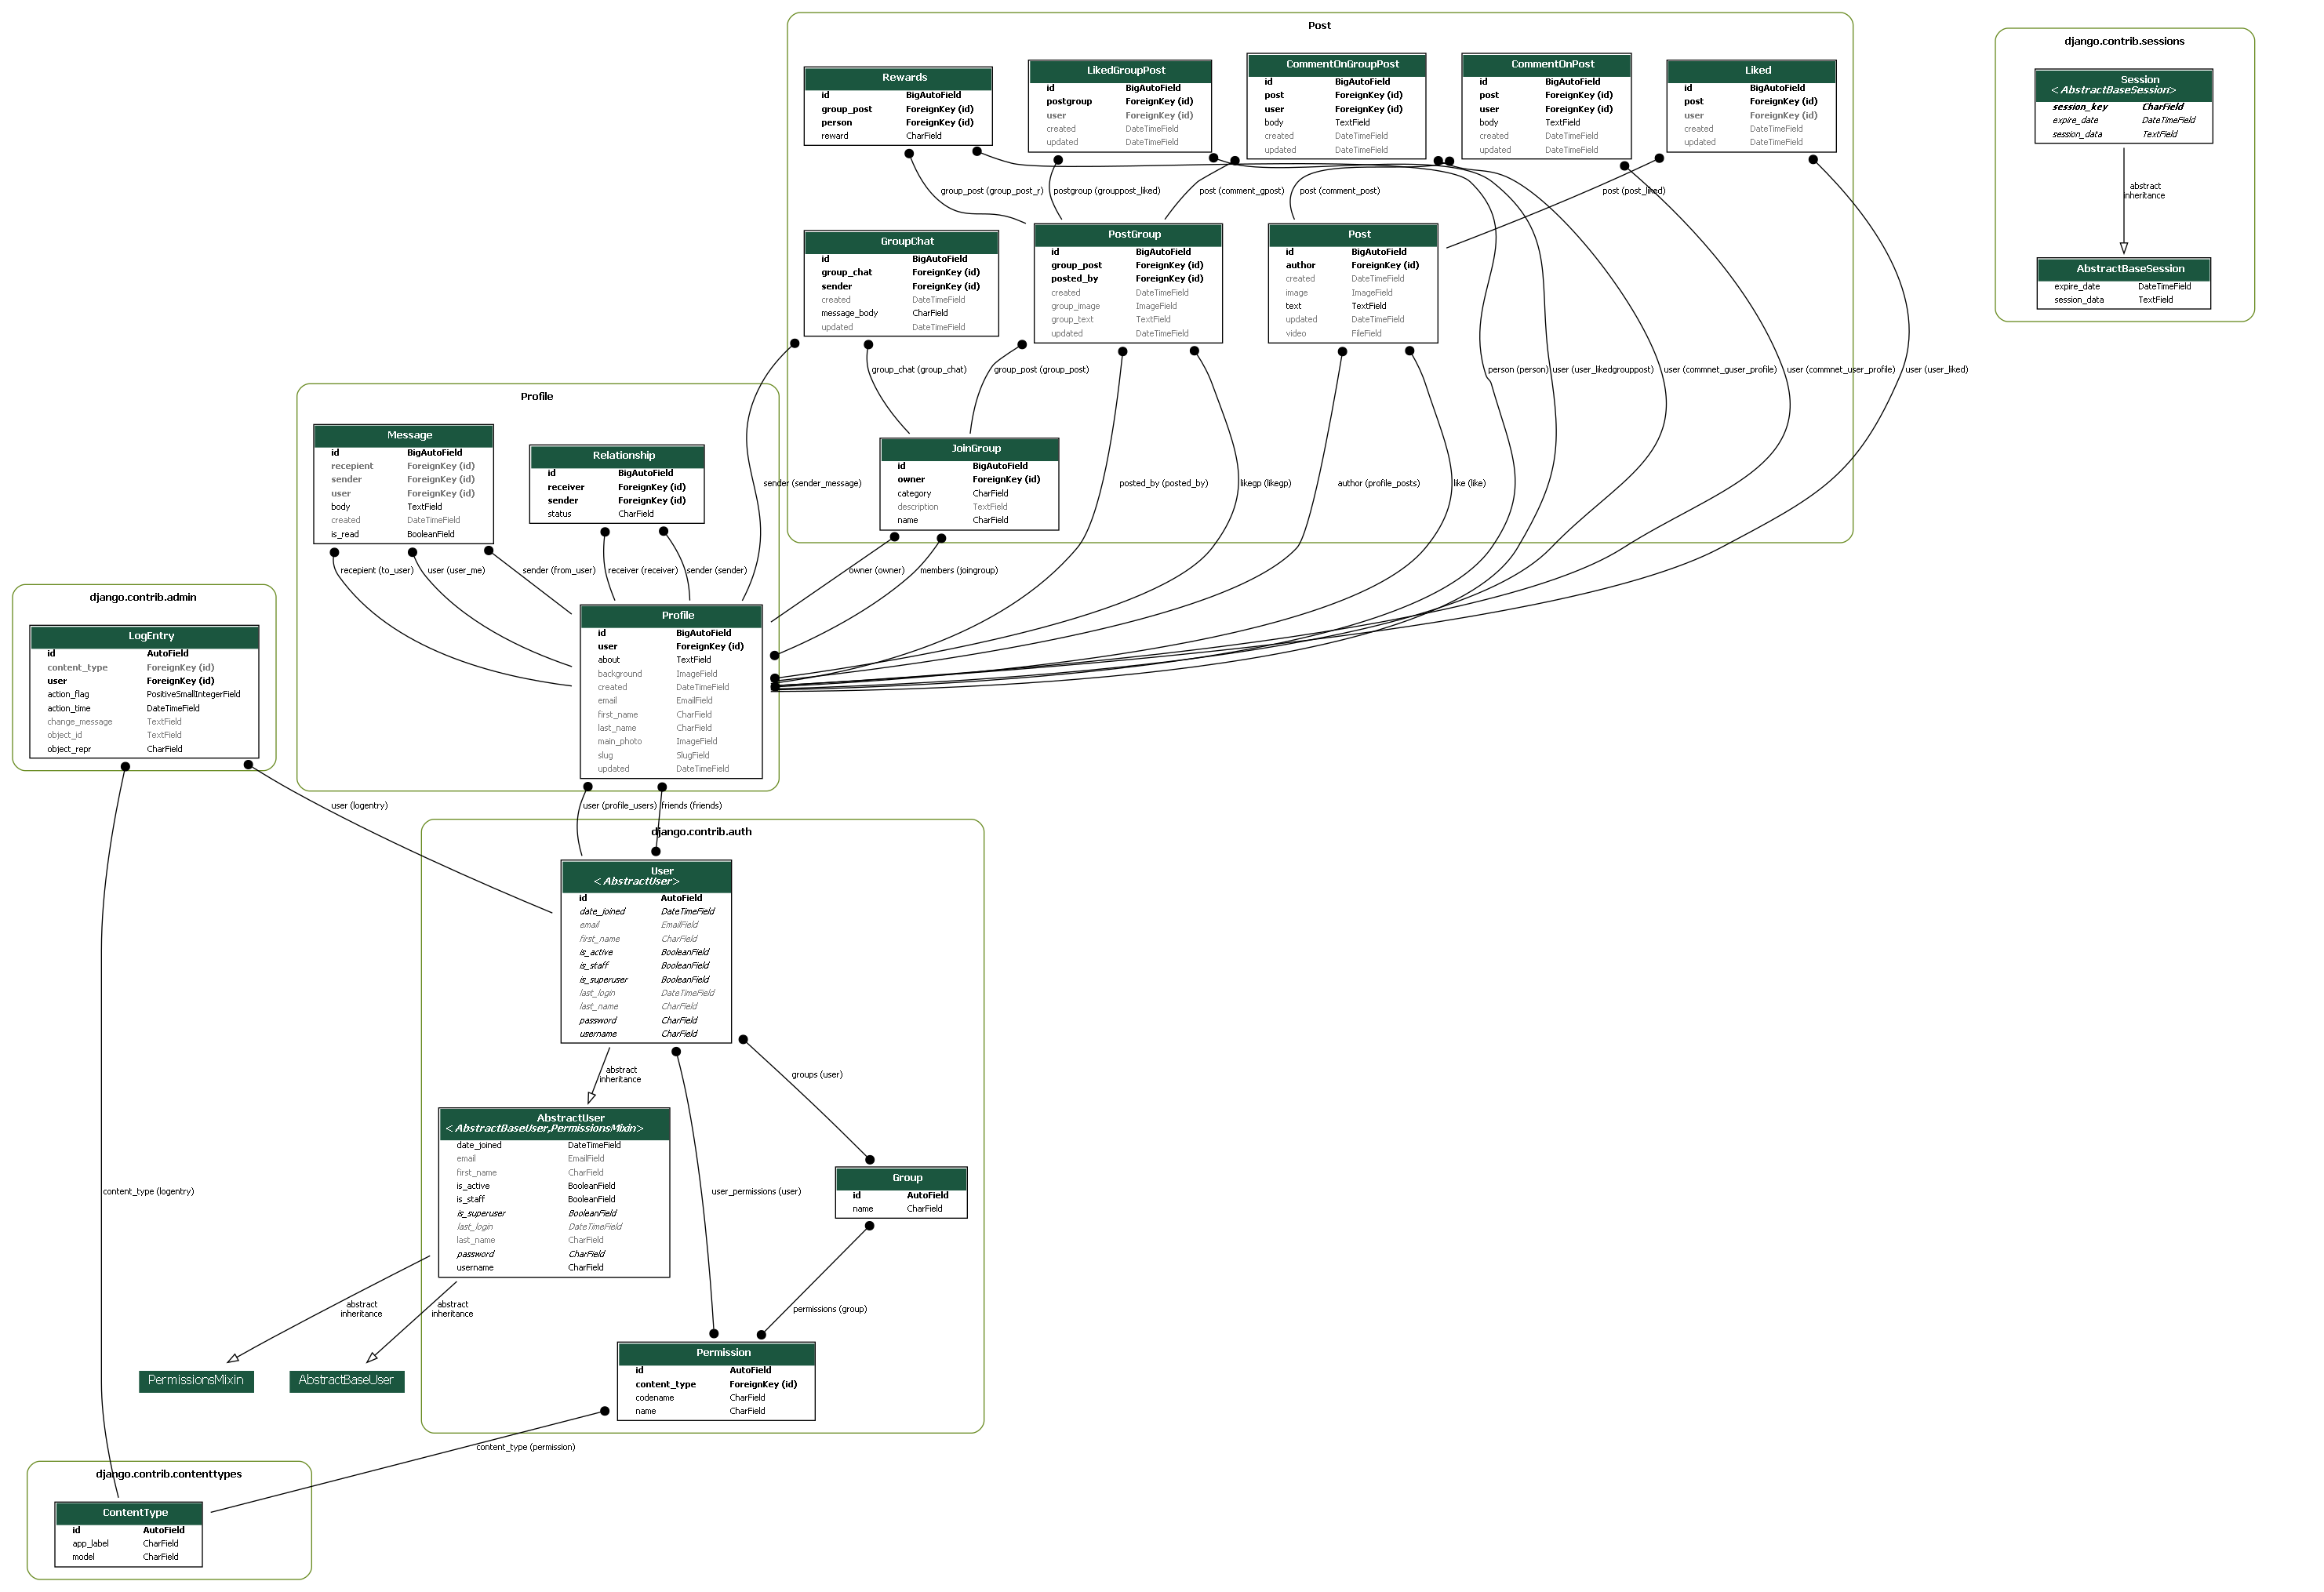 Post
Rewards
id BigAutoField
group_post ForeignKey (id)
person ForeignKey (id)
reward CharField
LikedGroupPost
id BigAutoField
postgroup ForeignKey (id)
user ForeignKey (id)
created DateTimeField
updated DateTimeField
CommentOnGroupPost
id BigAutoField
post ForeignKey (id)
user ForeignKey (id)
body TextField
created DateTimeField
updated DateTimeField
CommentOnPost
id BigAutoField
post ForeignKey (id)
user ForeignKey (id)
body TextField
created DateTimeField
updated DateTimeField
Liked
id BigAutoField
post ForeignKey (id)
user ForeignKey (id)
created DateTimeField
updated DateTimeField
django.contrib.sessions
Session
<AbstractBaseSession>
session_key CharField
expire_date DateTimeField
session_data TextField
abstract
inheritance
AbstractBaseSession
expire_date DateTimeField
session_data TextField
group_post (group_post_r)
postgroup (grouppost_liked)
post (comment_gpost)
post (comment_post)
post (post_liked)
GroupChat
id BigAutoField
group_chat ForeignKey (id)
sender ForeignKey (id)
created DateTimeField
message_body CharField
updated DateTimeField
PostGroup
id BigAutoField
group_post ForeignKey (id)
posted_by ForeignKey (id)
created DateTimeField
group_image ImageField
group_text TextField
updated DateTimeField
Post
id BigAutoField
author ForeignKey (id)
created DateTimeField
image ImageField
text TextField
updated DateTimeField
video FileField
group_chat (group_chat)
group_post (group_post)
person (person)
user (user_likedgrouppost)
user (commnet_guser_profile)
user (commnet_user_profile)
user (user_liked)
JoinGroup
id BigAutoField
owner ForeignKey (id)
category CharField
description TextField
name CharField
sender (sender_message)
posted_by (posted_by)
likegp (likegp)
author (profile_posts)
like (like)
Profile
Message
id BigAutoField
recepient ForeignKey (id)
sender ForeignKey (id)
user ForeignKey (id)
body TextField
created DateTimeField
is_read BooleanField
Relationship
id BigAutoField
receiver ForeignKey (id)
sender ForeignKey (id)
status CharField
recepient (to_user)
user (user_me)
sender (from_user)
receiver (receiver)
sender (sender)
owner (owner)
members (joingroup)
Profile
id BigAutoField
user ForeignKey (id)
about TextField
background ImageField
created DateTimeField
email EmailField
first_name CharField
last_name CharField
main_photo ImageField
slug SlugField
updated DateTimeField
django.contrib.admin
LogEntry
id AutoField
content_type ForeignKey (id)
user ForeignKey (id)
action_flag PositiveSmallIntegerField
action_time DateTimeField
change_message TextField
object_id TextField
object_repr CharField
user (logentry)
user (profile_users)
friends (friends)
django.contrib.auth
User
<AbstractUser>
id AutoField
date_joined DateTimeField
email EmailField
first_name CharField
is_active BooleanField
is_staff BooleanField
is_superuser BooleanField
last_login DateTimeField
last_name CharField
password CharField
username CharField
abstract
inheritance
groups (user)
AbstractUser
<AbstractBaseUser,PermissionsMixin>
date_joined DateTimeField
email EmailField
first_name CharField
is_active BooleanField
is_staff BooleanField
is_superuser BooleanField
last_login DateTimeField
last_name CharField
password CharField
username CharField
content_type (logentry)
user_permissions (user)
Group
id AutoField
name CharField
abstract
inheritance
abstract
inheritance
permissions (group)
PermissionsMixin
AbstractBaseUser
Permission
id AutoField
content_type ForeignKey (id)
codename CharField
name CharField
content_type (permission)
django.contrib.contenttypes
ContentType
id AutoField
app_label CharField
model CharField